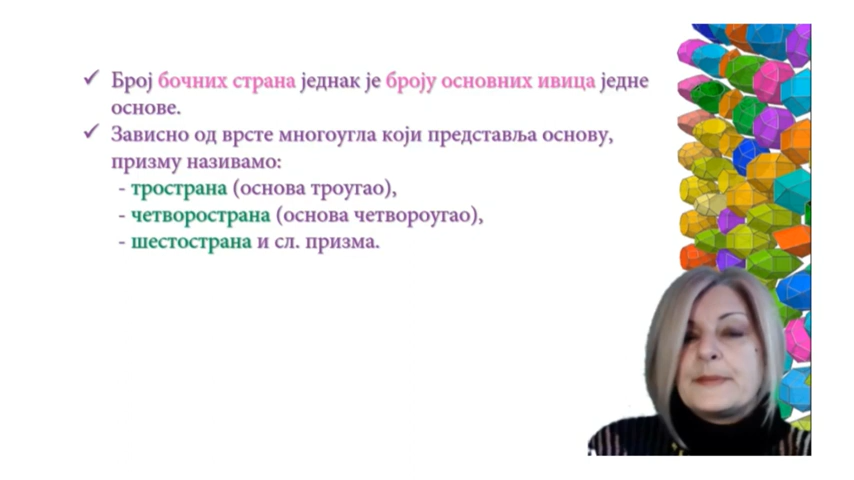 ✓ Број бочних страна једнак је броју основних ивица једне
основе.
✓ Зависно од врсте многоугла који представља основу,
призму називамо:
- тространа (основа троугао),
- четворострана (основа четвороугао),
- шестострана и сл. призма.